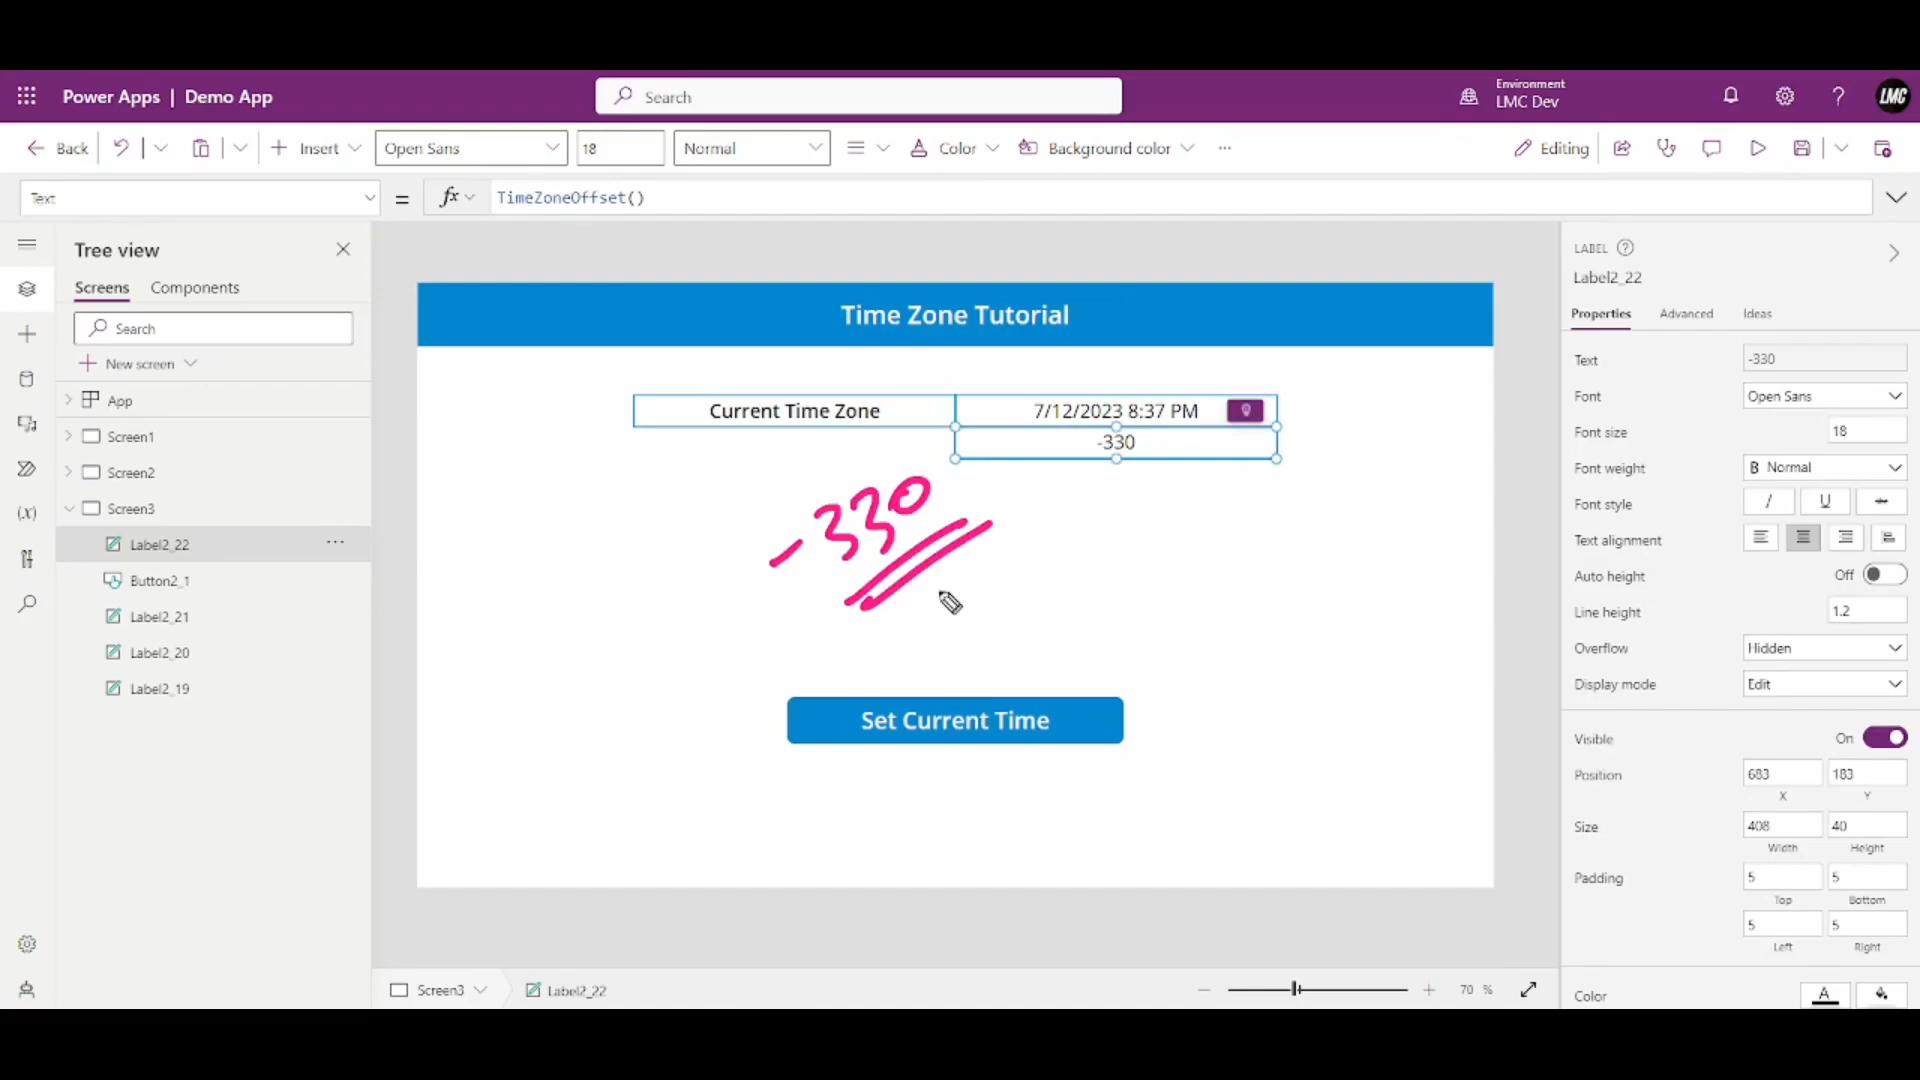 Power Apps | Demo App
Search
Environment
LMC Dev
?
LMC
Back
Insert
Open Sans
18
Normal
Color
Background color
...
Editing
Text
=
fx
TimeZoneOffset()
Tree view
Screens
Components
Search
New screen
App
Screen1
Screen2
Screen3
Label2_22
...
Button2_1
Label2_21
Label2_20
Label2_19
(x)
Time Zone Tutorial
Current Time Zone
7/12/2023 8:37 PM
-330
-330
Set Current Time
Screen3
Label2_22
70 %
LABEL ?
Label2_22
Properties
Advanced
Ideas
Text
-330
Font
Open Sans
Font size
18
Font weight
B Normal
Font style
/ U
Text alignment
Auto height
Off
Line height
1.2
Overflow
Hidden
Display mode
Edit
Visible
On
Position
683
183
X
Y
Size
408
40
Width
Height
Padding
5
5
Top
Bottom
5
5
Left
Right
Color
A